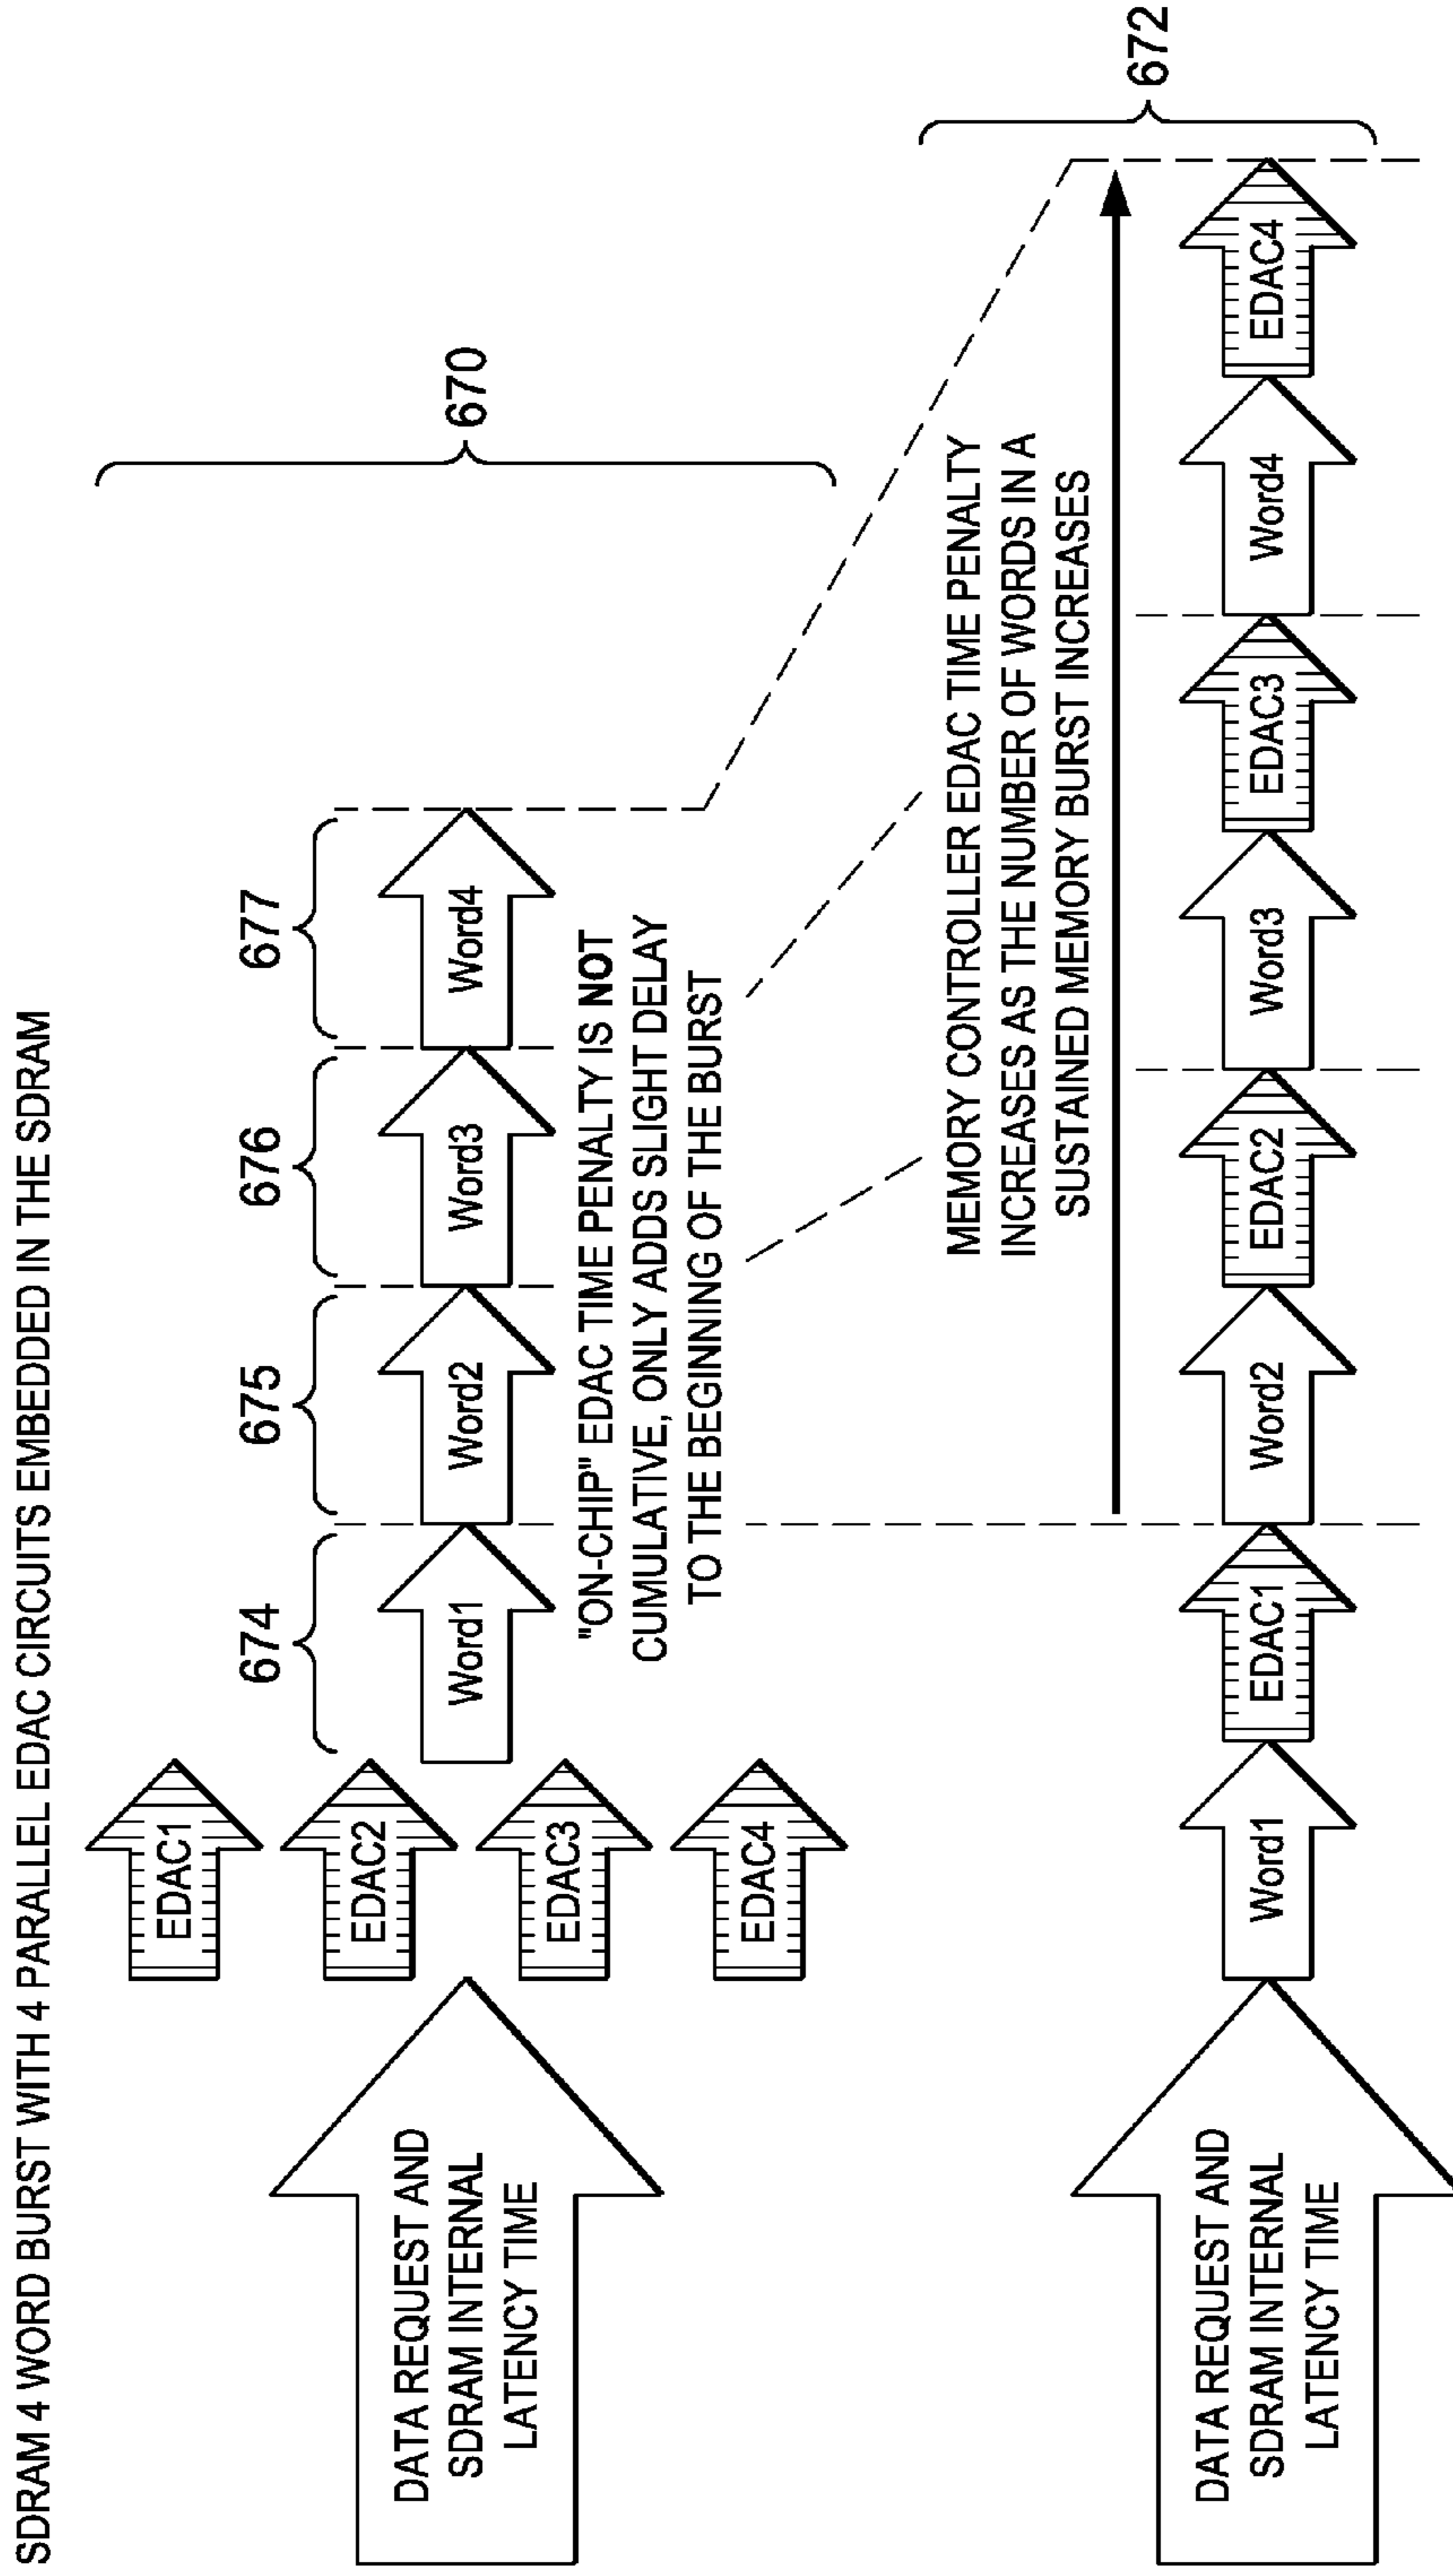 SDRAM 4 WORD BURST WITH 4 PARALLEL EDAC CIRCUITS EMBEDDED IN THE SDRAM
DATA REQUEST AND
SDRAM INTERNAL
LATENCY TIME
EDAC1
EDAC2
EDAC3
EDAC4
674
675
676
677
Word1
Word2
Word3
Word4
670
"ON-CHIP" EDAC TIME PENALTY IS NOT
CUMULATIVE, ONLY ADDS SLIGHT DELAY
TO THE BEGINNING OF THE BURST
MEMORY CONTROLLER EDAC TIME PENALTY
INCREASES AS THE NUMBER OF WORDS IN A
SUSTAINED MEMORY BURST INCREASES
672
DATA REQUEST AND
SDRAM INTERNAL
LATENCY TIME
Word1
EDAC1
Word2
EDAC2
Word3
EDAC3
Word4
EDAC4